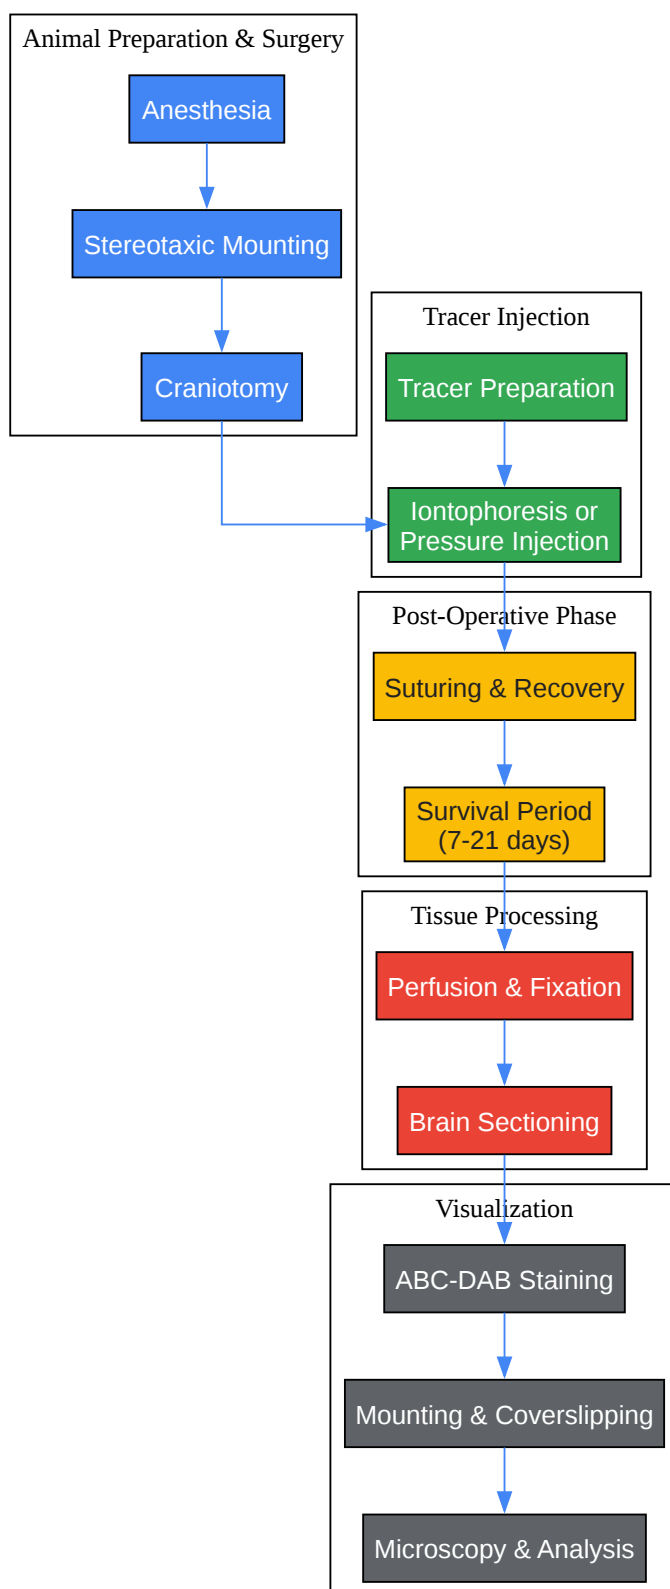 Animal Preparation & Surgery
Anesthesia
Stereotaxic Mounting
Craniotomy
Tracer Injection
Tracer Preparation
Iontophoresis or
Pressure Injection
Post-Operative Phase
Suturing & Recovery
Survival Period
(7-21 days)
Tissue Processing
Perfusion & Fixation
Brain Sectioning
Visualization
ABC-DAB Staining
Mounting & Coverslipping
Microscopy & Analysis